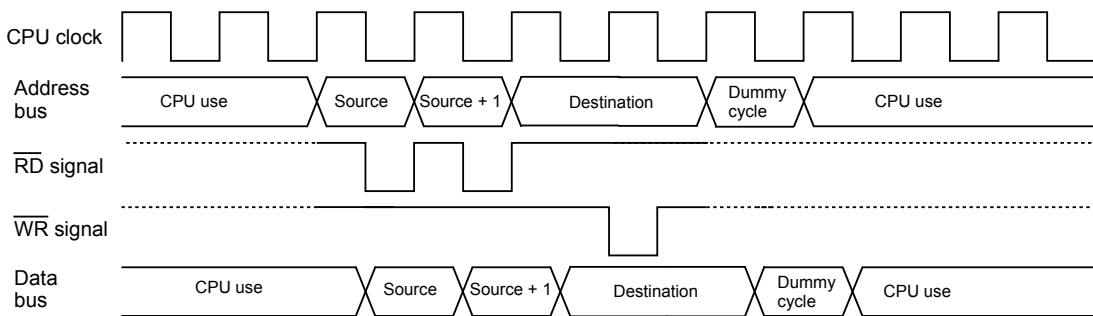 CPU clock
Address bus
CPU use
Source
Source + 1
Destination
Dummy cycle
CPU use
RD signal
WR signal
Data bus
CPU use
Source
Source + 1
Destination
Dummy cycle
CPU use